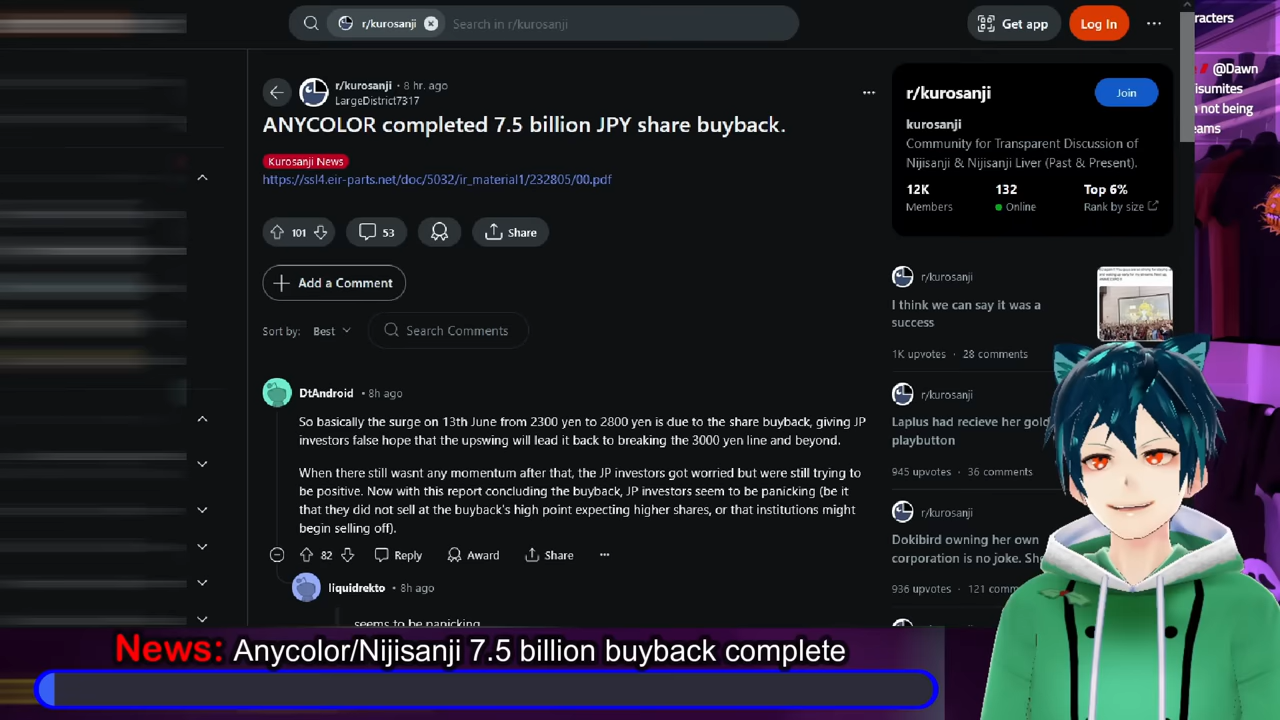 r/kurosanji
Search in r/kurosanji
Get app
Log In
racters
@Dawn
isumites
not being
eams
r/kurosanji • 8 hr. ago
LargeDistrict7317
ANYCOLOR completed 7.5 billion JPY share buyback.
Kurosanji News
https://ssl4.eir-parts.net/doc/5032/ir_material1/232805/00.pdf
101
53
Share
Add a Comment
Sort by: Best
Search Comments
DtAndroid • 8h ago
So basically the surge on 13th June from 2300 yen to 2800 yen is due to the share buyback, giving JP
investors false hope that the upswing will lead it back to breaking the 3000 yen line and beyond.
When there still wasnt any momentum after that, the JP investors got worried but were still trying to
be positive. Now with this report concluding the buyback, JP investors seem to be panicking (be it
that they did not sell at the buyback's high point expecting higher shares, or that institutions might
begin selling off).
82
Reply
Award
Share
liquidrekto • 8h ago
seems to be panicking
r/kurosanji
Join
kurosanji
Community for Transparent Discussion of
Nijisanji & Nijisanji Liver (Past & Present).
12K
132
Top 6%
Members
Online
Rank by size
r/kurosanji
I think we can say it was a
success
1K upvotes • 28 comments
r/kurosanji
Laplus had recieve her gold
playbutton
945 upvotes • 36 comments
r/kurosanji
Dokibird owning her own
corporation is no joke. She
936 upvotes • 121 comm
News: Anycolor/Nijisanji 7.5 billion buyback complete